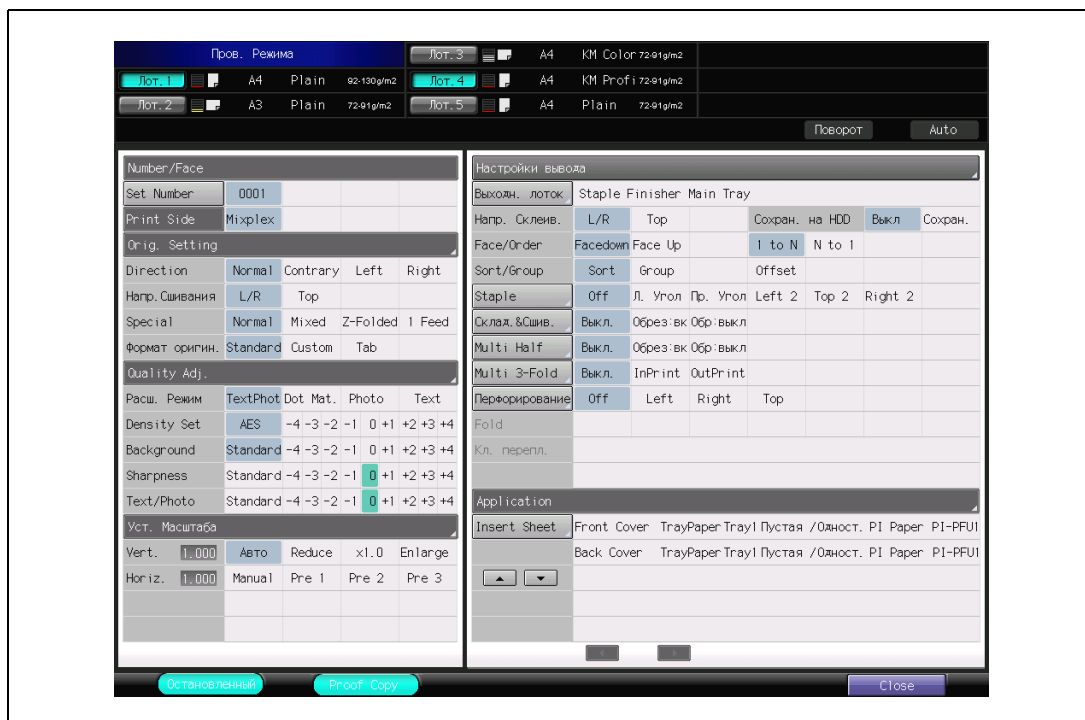 Пров. Режима
Лот.3 A4 KM Color 72-91g/m2
Лот.1 A4 Plain 92-130g/m2 Лот.4 A4 KM Profi 72-91g/m2
Лот.2 A3 Plain 72-91g/m2 Лот.5 A4 Plain 72-91g/m2
Поворот Auto
Number/Face
Set Number 0001
Print Side Mixplex
Orig. Setting
Direction Normal Contrary Left Right
Напр.Сшивания L/R Top
Special Normal Mixed Z-Folded 1 Feed
Формат оригин. Standard Custom Tab
Quality Adj.
Расш. Режим TextPhot Dot Mat. Photo Text
Density Set AES -4 -3 -2 -1 0 +1 +2 +3 +4
Background Standard -4 -3 -2 -1 0 +1 +2 +3 +4
Sharpness Standard -4 -3 -2 -1 0 +1 +2 +3 +4
Text/Photo Standard -4 -3 -2 -1 0 +1 +2 +3 +4
Уст. Масштаба
Vert. 1.000 Авто Reduce x1.0 Enlarge
Horiz. 1.000 Manual Pre 1 Pre 2 Pre 3
Настройки вывода
Выходн. лоток Staple Finisher Main Tray
Напр. Склеив. L/R Top Сохран. на HDD Выкл Сохран.
Face/Order Facedown Face Up 1 to N N to 1
Sort/Group Sort Group Offset
Staple Off Л. Угол Пр. Угол Left 2 Top 2 Right 2
Склад.&Сшив. Выкл. Обрез:вк Обр:выкл
Multi Half Выкл. Обрез:вк Обр:выкл
Multi 3-Fold Выкл. InPrint OutPrint
Перфорирование Off Left Right Top
Fold
Кл. перепл.
Application
Insert Sheet Front Cover TrayPaper Tray1 Пустая /Одност. PI Paper PI-PFU1
Back Cover TrayPaper Tray1 Пустая /Одност. PI Paper PI-PFU1
Остановленный Proof Copy Close